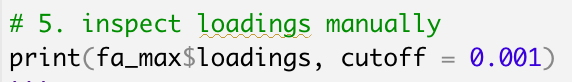 # 5. inspect loadings manually
print(fa_max$loadings, cutoff = 0.001)